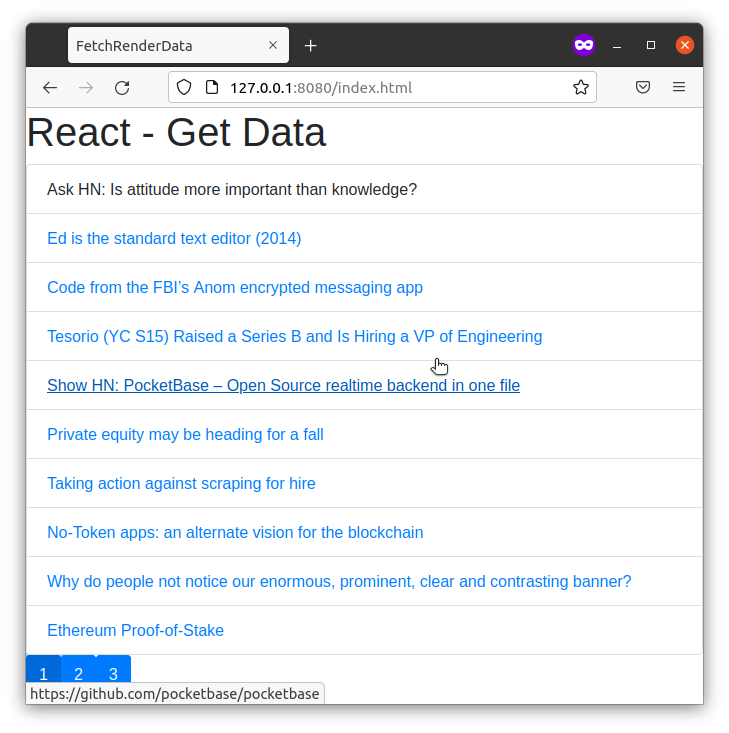 FetchRenderData
127.0.0.1:8080/index.html
React - Get Data
Ask HN: Is attitude more important than knowledge?
Ed is the standard text editor (2014)
Code from the FBI’s Anom encrypted messaging app
Tesorio (YC S15) Raised a Series B and Is Hiring a VP of Engineering
Show HN: PocketBase – Open Source realtime backend in one file
Private equity may be heading for a fall
Taking action against scraping for hire
No-Token apps: an alternate vision for the blockchain
Why do people not notice our enormous, prominent, clear and contrasting banner?
Ethereum Proof-of-Stake
1 2 3
https://github.com/pocketbase/pocketbase